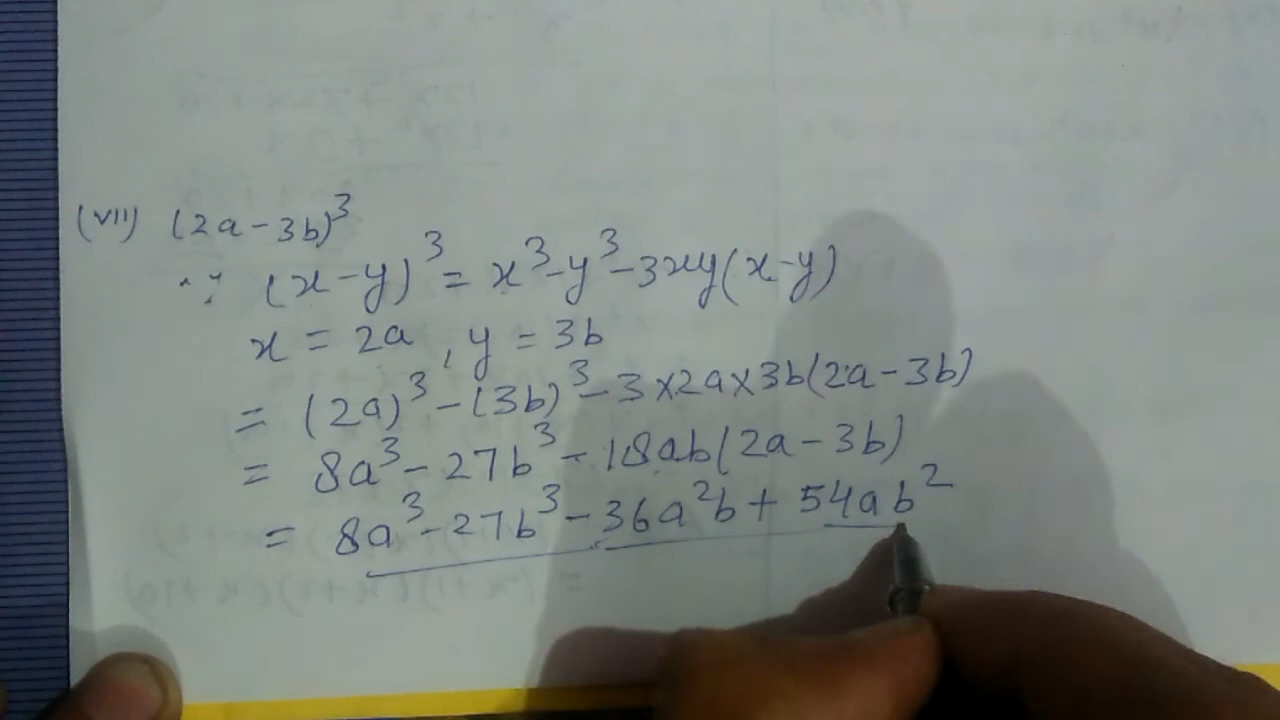 (VII) (2a-3b)³
∵ (x-y)³ = x³-y³-3xy(x-y)
x = 2a, y = 3b
= (2a)³-(3b)³-3×2a×3b(2a-3b)
= 8a³-27b³-18ab(2a-3b)
= 8a³-27b³-36a²b+54ab²